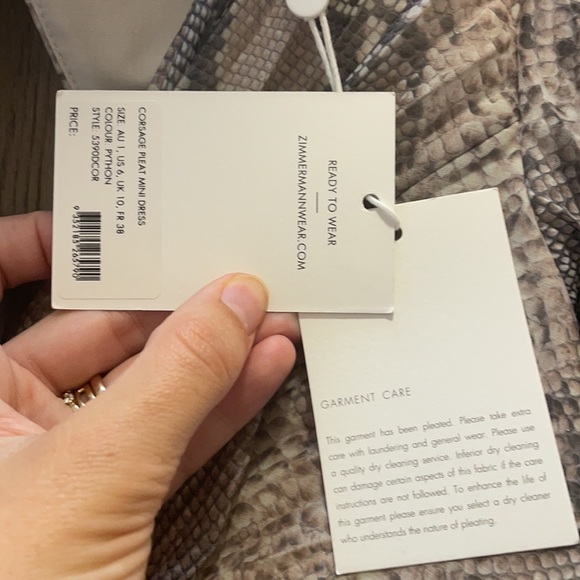 READY TO WEAR
ZIMMERMANNWEAR.COM
CORSAGE PLEAT MINI DRESS
SIZE: AU 1, US 6, UK 10, FR 38
COLOUR: PYTHON
STYLE: 5390DCOR
PRICE:
GARMENT CARE
This garment has been pleated. Please take extra
care with laundering and general wear. Please use
a quality dry cleaning service. Inferior dry cleaning
can damage certain aspects of this fabric if the care
instructions are not followed. To enhance the life of
this garment please ensure you select a dry cleaner
who understands the nature of pleating.